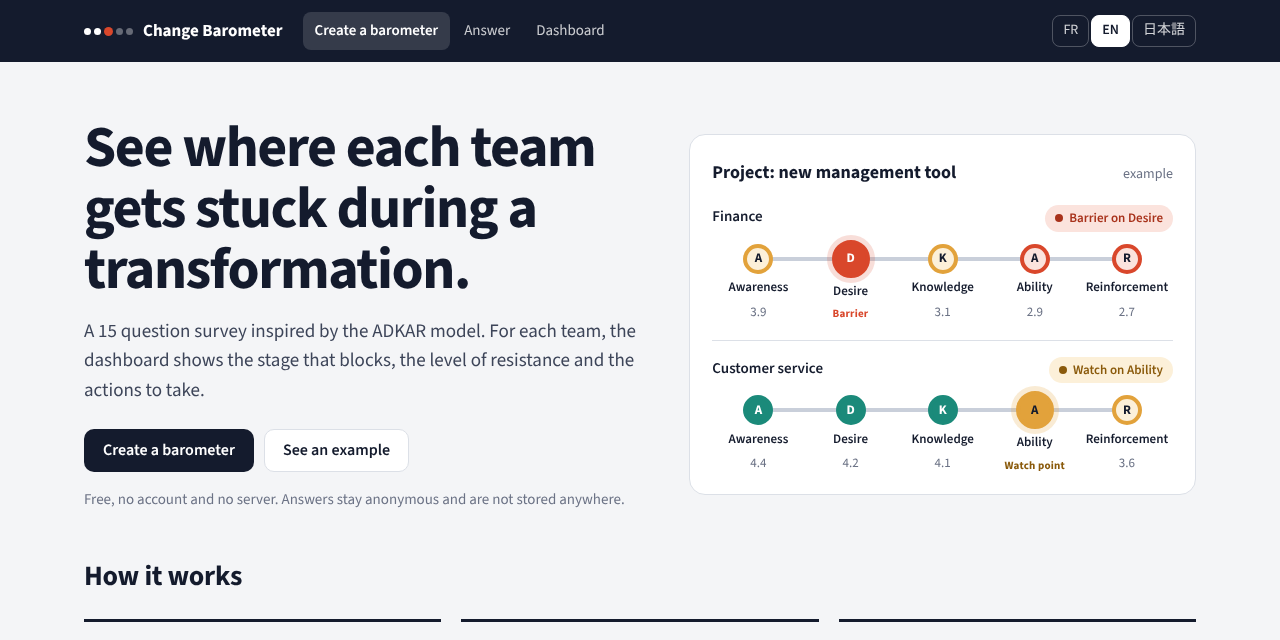 Change Barometer
Create a barometer
Answer
Dashboard
FR
EN
日本語
See where each team
gets stuck during a
transformation.
A 15 question survey inspired by the ADKAR model. For each team, the
dashboard shows the stage that blocks, the level of resistance and the
actions to take.
Create a barometer
See an example
Free, no account and no server. Answers stay anonymous and are not stored anywhere.
Project: new management tool
example
Finance
Barrier on Desire
A D K A R
Awareness Desire Knowledge Ability Reinforcement
3.9 Barrier 3.1 2.9 2.7
Customer service
Watch on Ability
A D K A R
Awareness Desire Knowledge Ability Reinforcement
4.4 4.2 4.1 Watch point 3.6
How it works